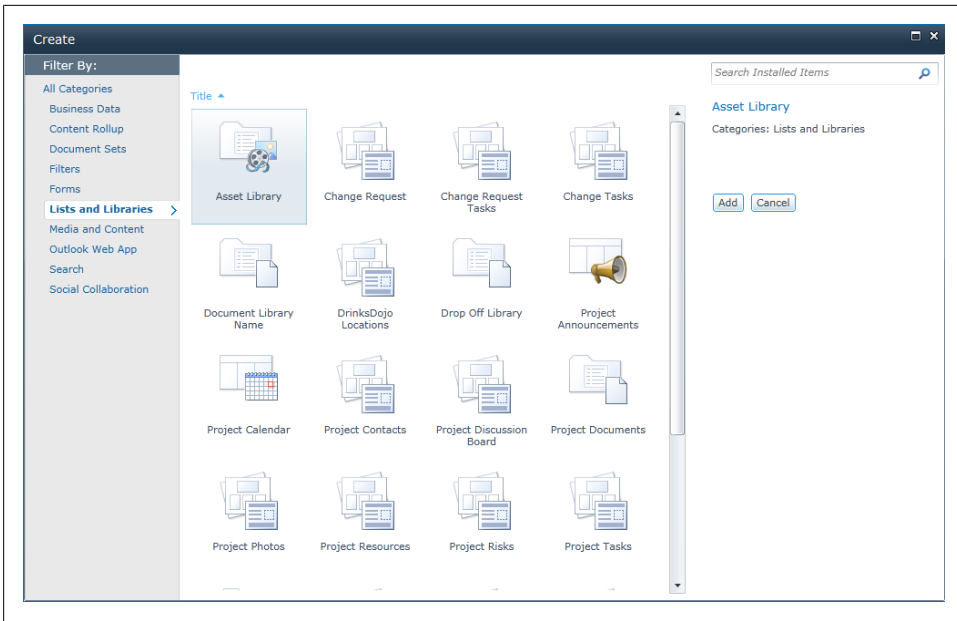 Create
Filter By:
All Categories
Business Data
Content Rollup
Document Sets
Filters
Forms
Lists and Libraries
Media and Content
Outlook Web App
Search
Social Collaboration
Title
Asset Library
Change Request
Change Request
Tasks
Change Tasks
Document Library
Name
DrinksDojo
Locations
Drop Off Library
Project
Announcements
Project Calendar
Project Contacts
Project Discussion
Board
Project Documents
Project Photos
Project Resources
Project Risks
Project Tasks
Search Installed Items
Asset Library
Categories: Lists and Libraries
Add
Cancel